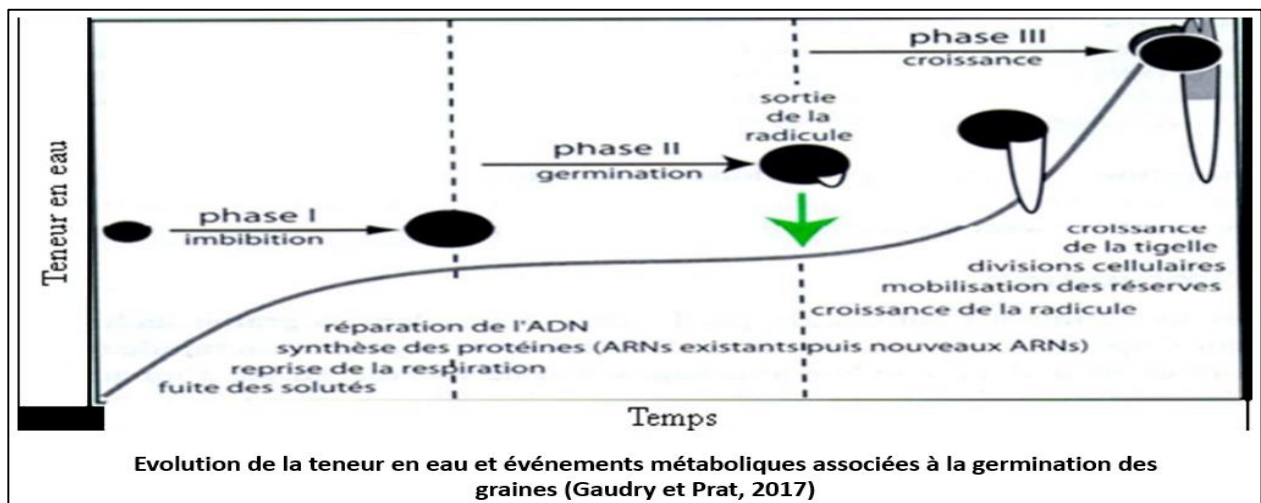 Teneur en eau
phase I
imbibition
phase II
germination
sortie
de la
radicule
phase III
croissance
croissance
de la tigelle
divisions cellulaires
mobilisation des réserves
croissance de la radicule
réparation de l'ADN
synthèse des protéines (ARNs existants puis nouveaux ARNs)
reprise de la respiration
fuite des solutés
Temps
Evolution de la teneur en eau et événements métaboliques associées à la germination des
graines (Gaudry et Prat, 2017)